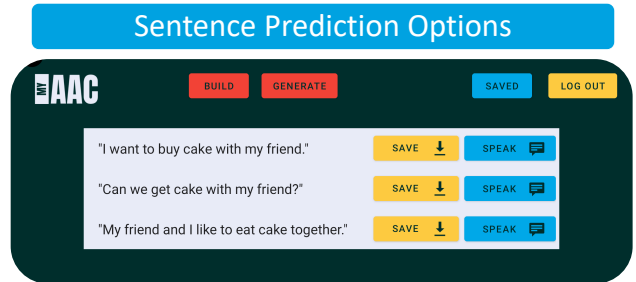 Sentence Prediction Options
MY AAC BUILD GENERATE SAVED LOG OUT
"I want to buy cake with my friend." SAVE SPEAK
"Can we get cake with my friend?" SAVE SPEAK
"My friend and I like to eat cake together." SAVE SPEAK